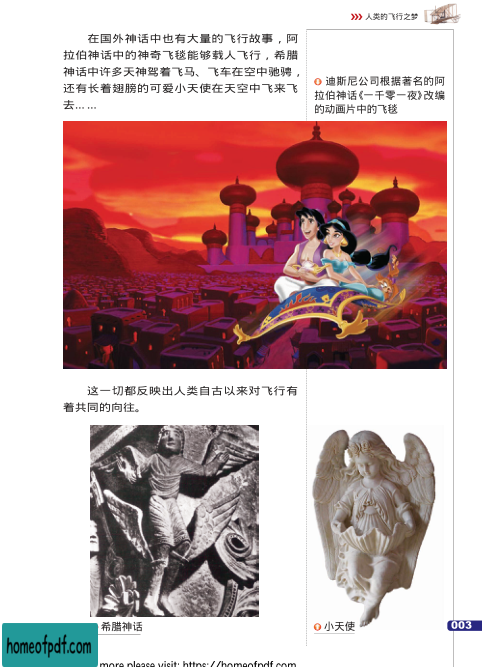 人类的飞行之梦
在国外神话中也有大量的飞行故事，阿
拉伯神话中的神奇飞毯能够载人飞行，希腊
神话中许多天神驾着飞马、飞车在空中驰骋，
还有长着翅膀的可爱小天使在天空中飞来飞
去……
迪斯尼公司根据著名的阿
拉伯神话《一千零一夜》改编
的动画片中的飞毯
这一切都反映出人类自古以来对飞行有
着共同的向往。
希腊神话
小天使
003
homeofpdf.com
more please visit: https://homeofpdf.com